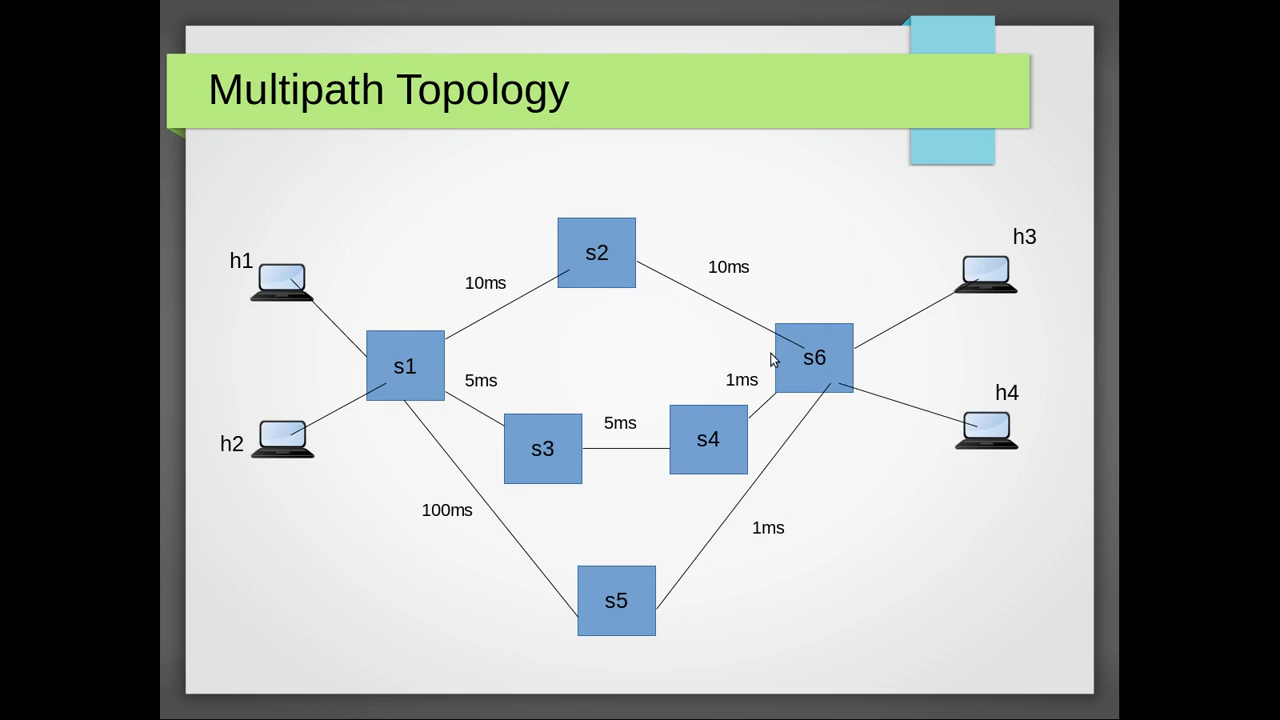 Multipath Topology
h3
h1
s2
10ms
10ms
s6
s1
5ms
1ms
h4
5ms
s4
h2
s3
100ms
1ms
s5